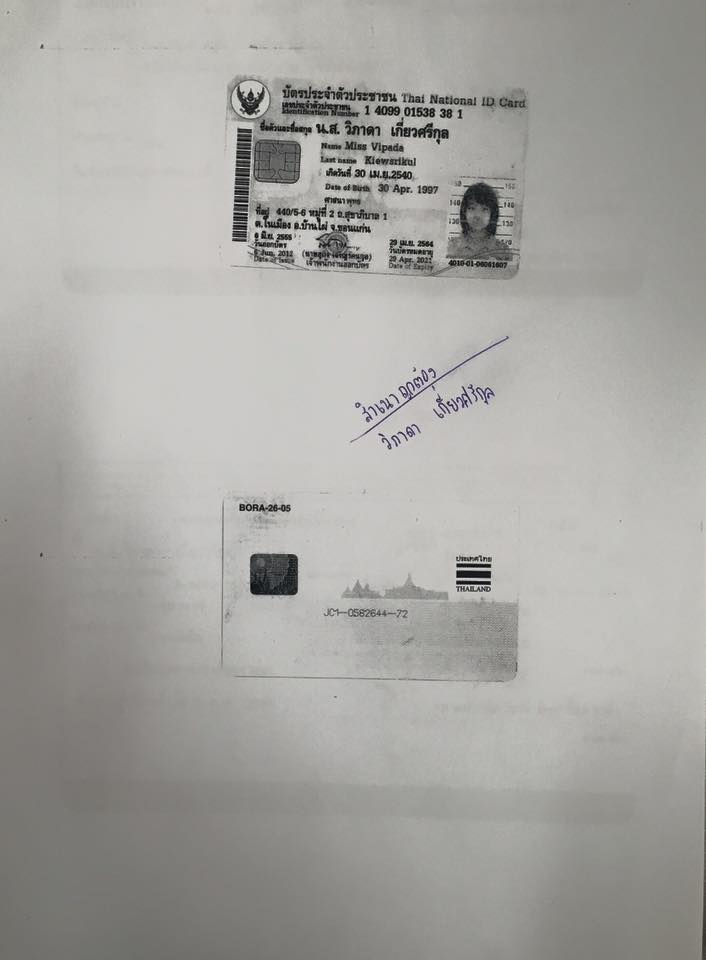 บัตรประจำตัวประชาชน Thai National ID Card
เลขประจำตัวประชาชน
Identification Number 1 4099 01538 38 1
ชื่อตัวและชื่อสกุล น.ส. วิภาดา เกี่ยวศรีกุล
Name Miss Vipada
Last name Kiewsrikul
เกิดวันที่ 30 เม.ย.2540
Date of Birth 30 Apr. 1997
ศาสนา พุทธ
ที่อยู่ 440/5-6 หมู่ที่ 2 ถ.สุขาภิบาล 1
ต.ในเมือง อ.บ้านไผ่ จ.ขอนแก่น
6 มิ.ย. 2555
วันออกบัตร
6 Jun. 2012
Date of Issue
เจ้าพนักงานออกบัตร
29 เม.ย. 2564
วันบัตรหมดอายุ
29 Apr. 2021
Date of Expiry
150
140
130
4010-01-06061607
สำเนาถูกต้อง
วิภาดา เกี่ยวศรีกุล
BORA-26-05
ประเทศไทย
THAILAND
JC1-0582644-72